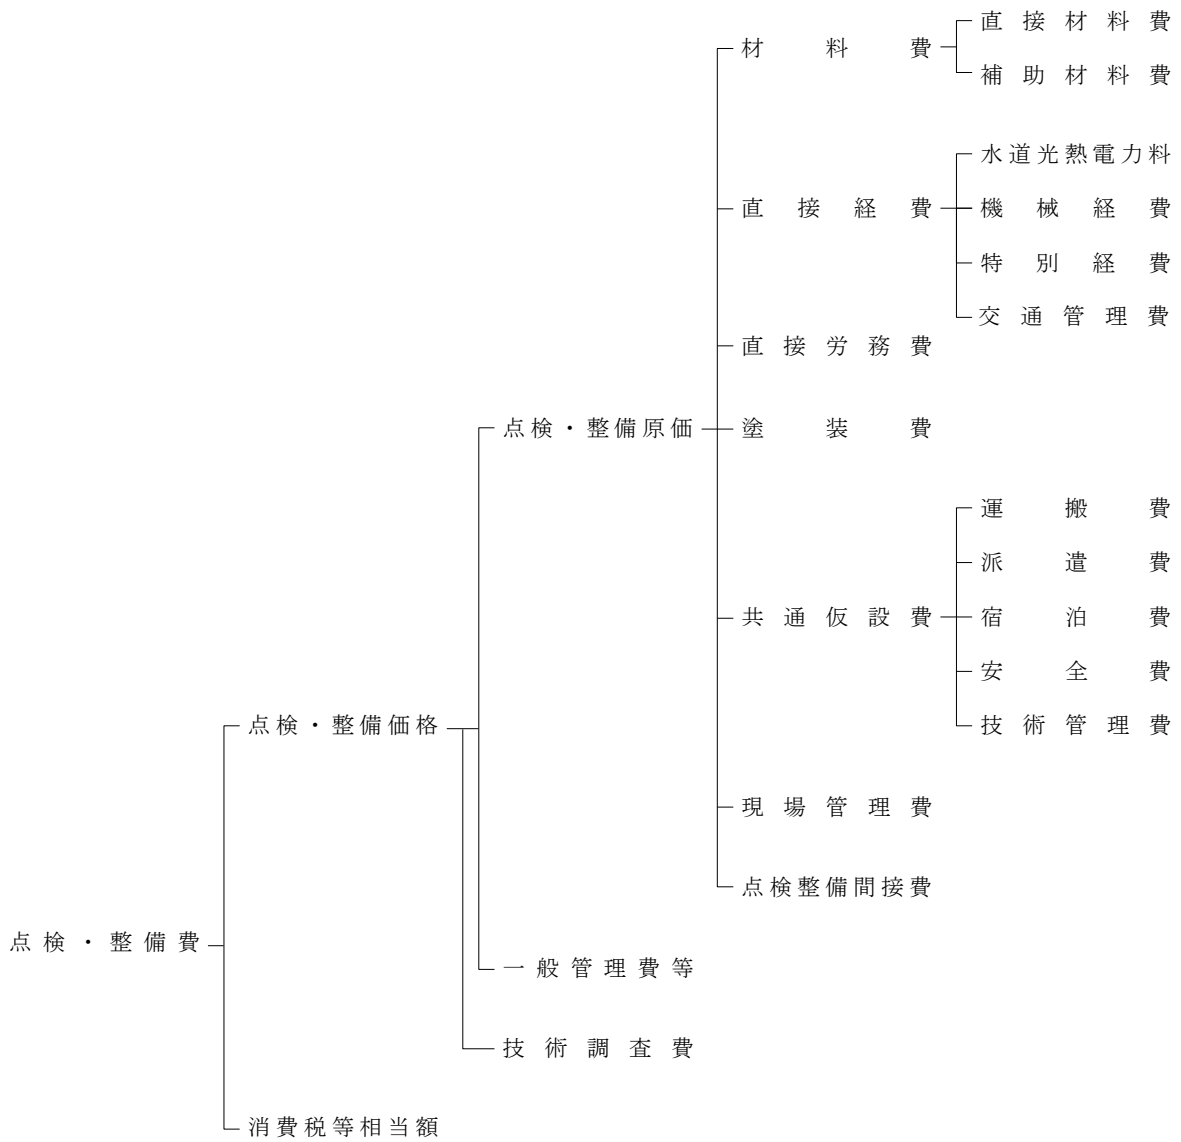 直接材料費
材料費
補助材料費
水道光熱電力料
直接経費
機械経費
特別経費
交通管理費
直接労務費
点検・整備原価
塗装費
運搬費
派遣費
共通仮設費
宿泊費
安全費
点検・整備価格
技術管理費
現場管理費
点検整備間接費
点検・整備費
一般管理費等
技術調査費
消費税等相当額